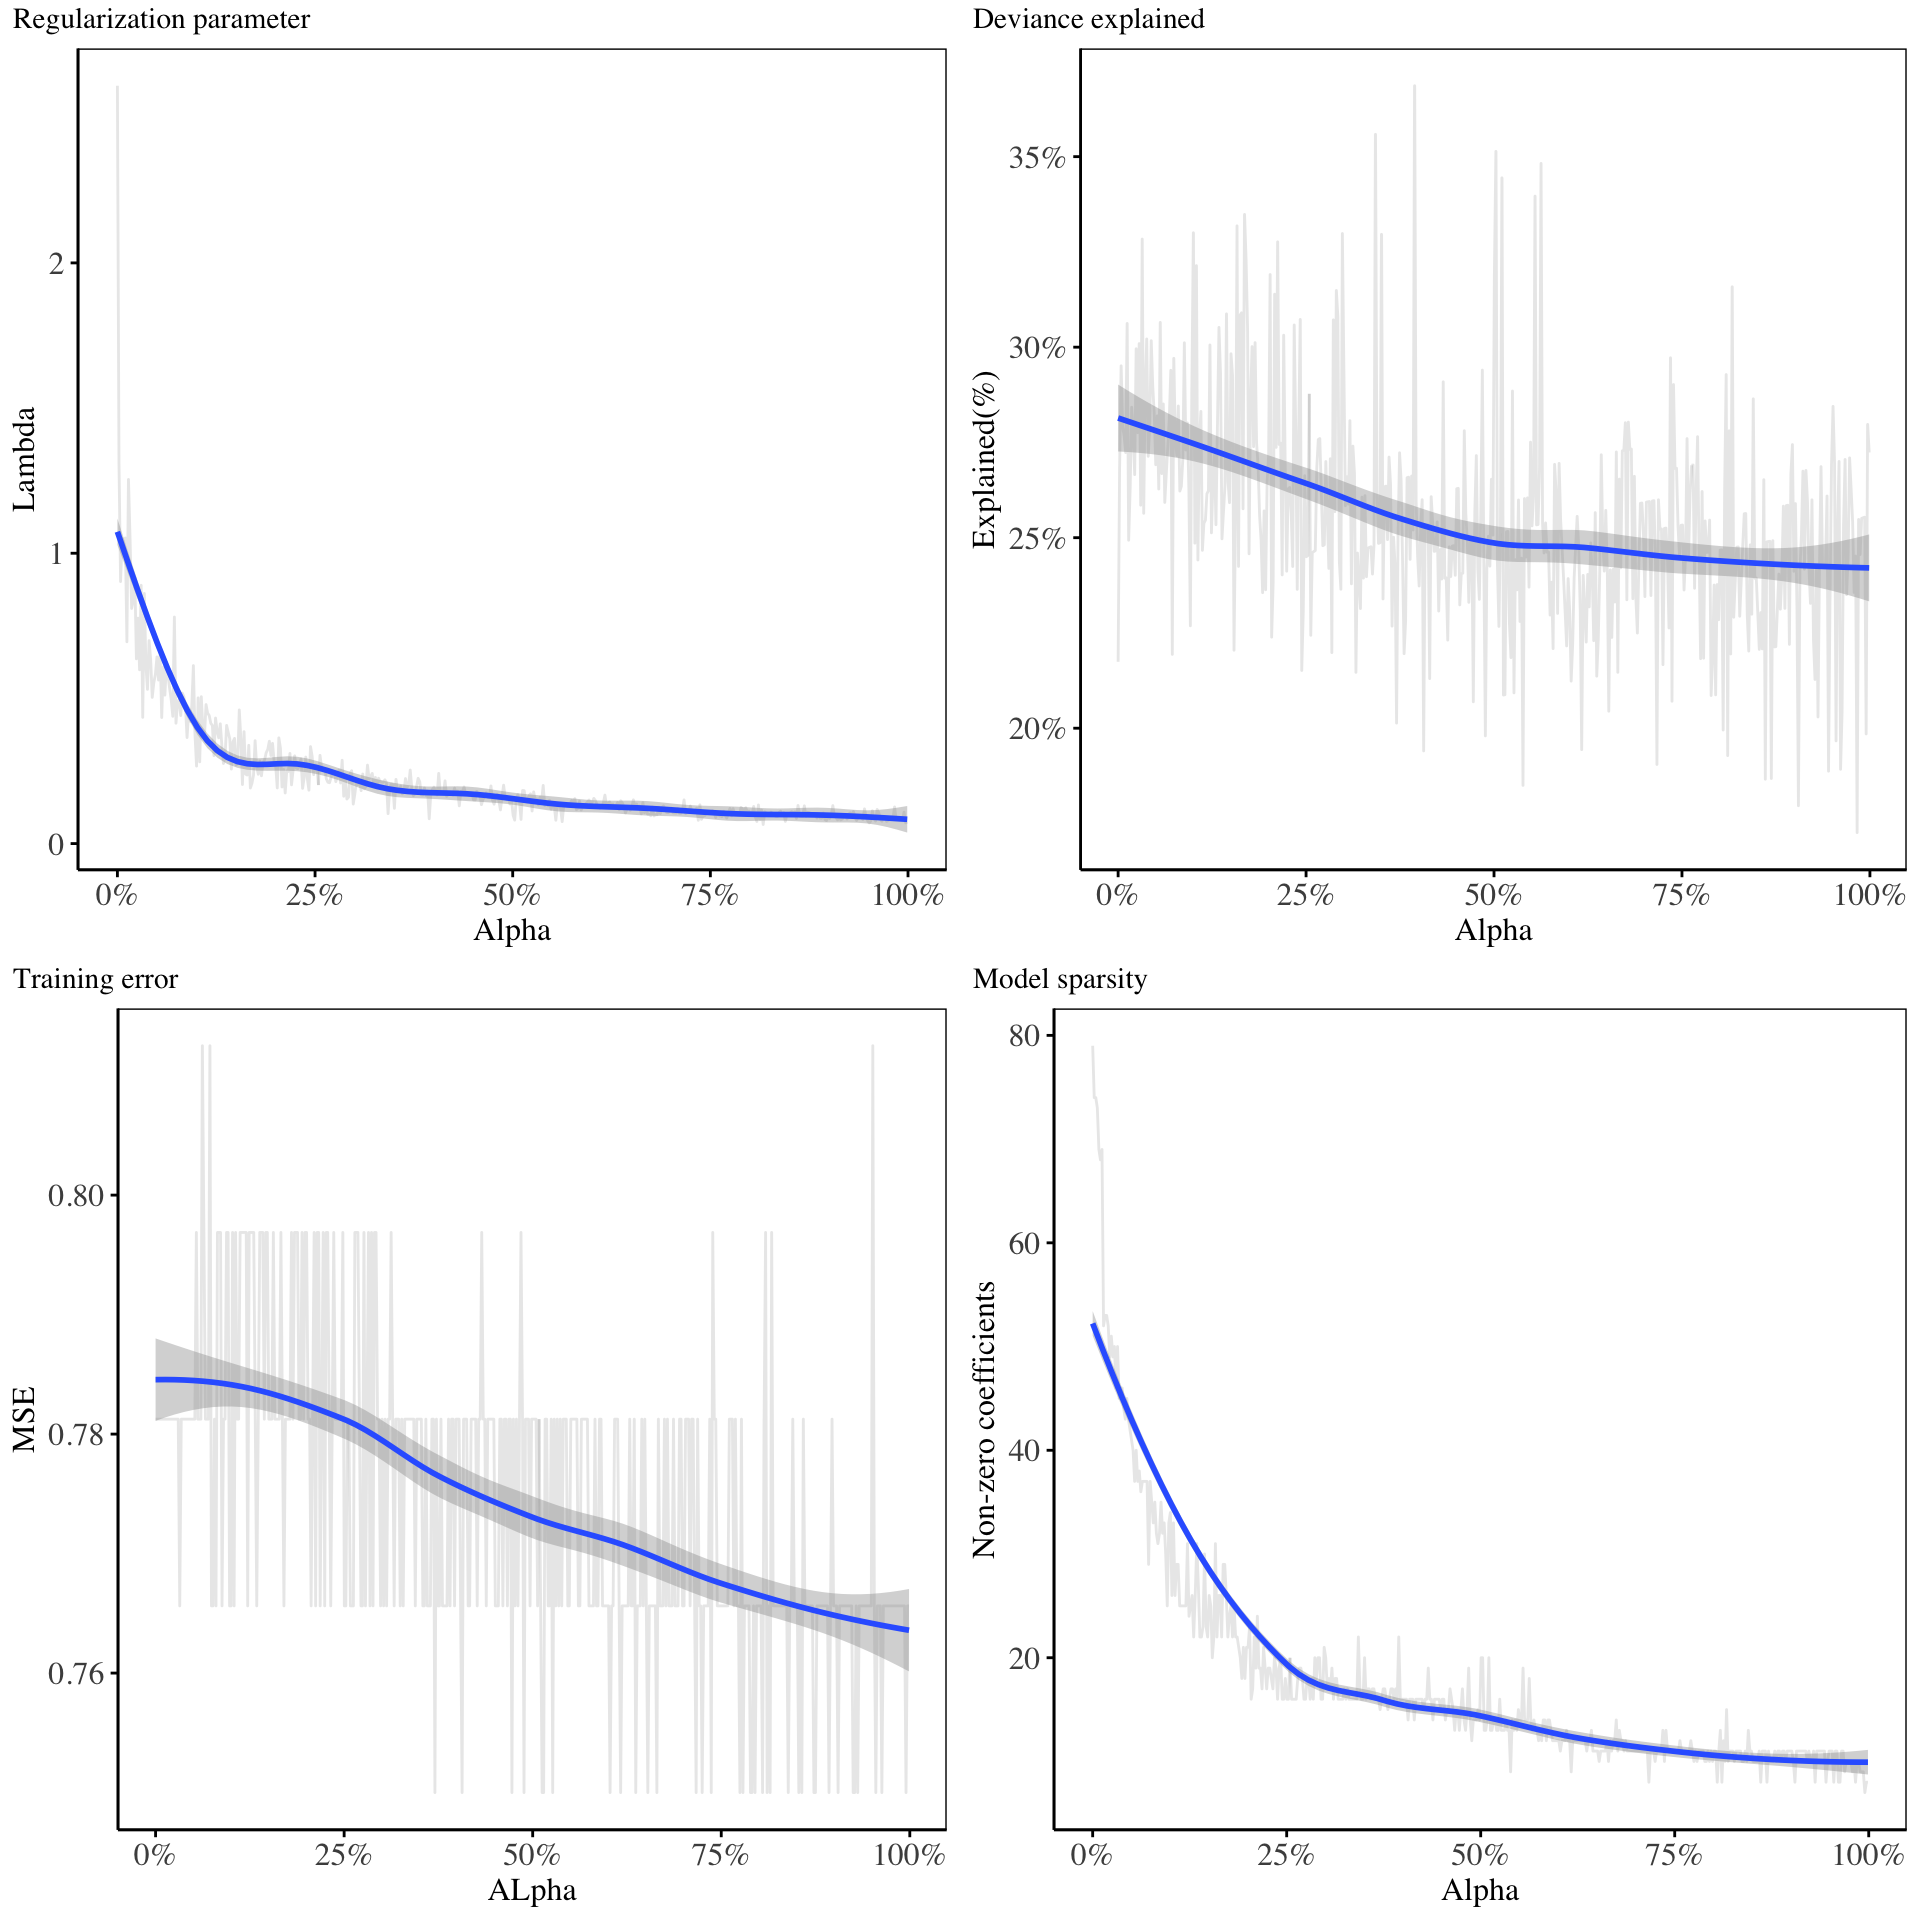 Regularization parameter
Lambda
2
1
0
0% 25% 50% 75% 100%
Alpha
Deviance explained
Explained(%)
35%
30%
25%
20%
0% 25% 50% 75% 100%
Alpha
Training error
MSE
0.80
0.78
0.76
0% 25% 50% 75% 100%
ALpha
Model sparsity
Non-zero coefficients
80
60
40
20
0% 25% 50% 75% 100%
Alpha